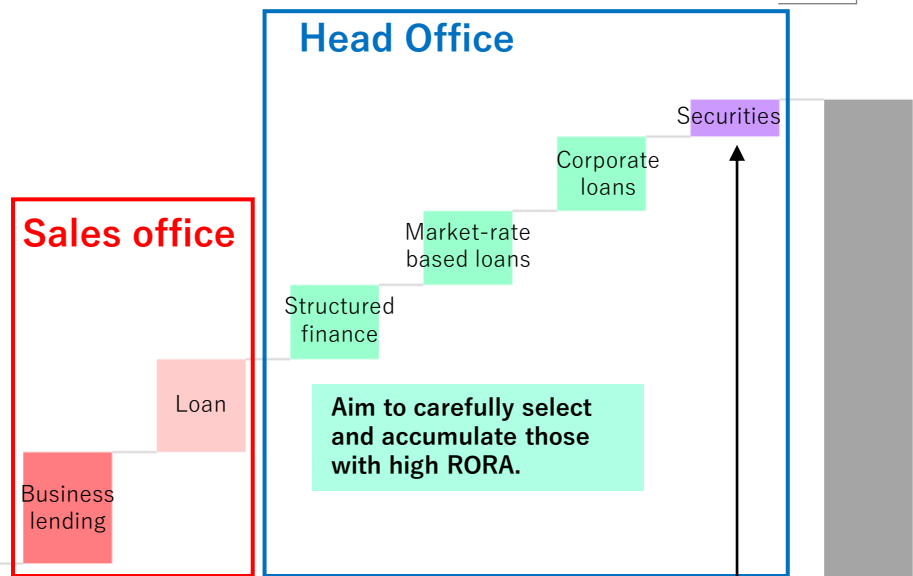 Head Office
Securities
Corporate
loans
Sales office
Market-rate
based loans
Structured
finance
Loan
Aim to carefully select
and accumulate those
with high RORA.
Business
lending